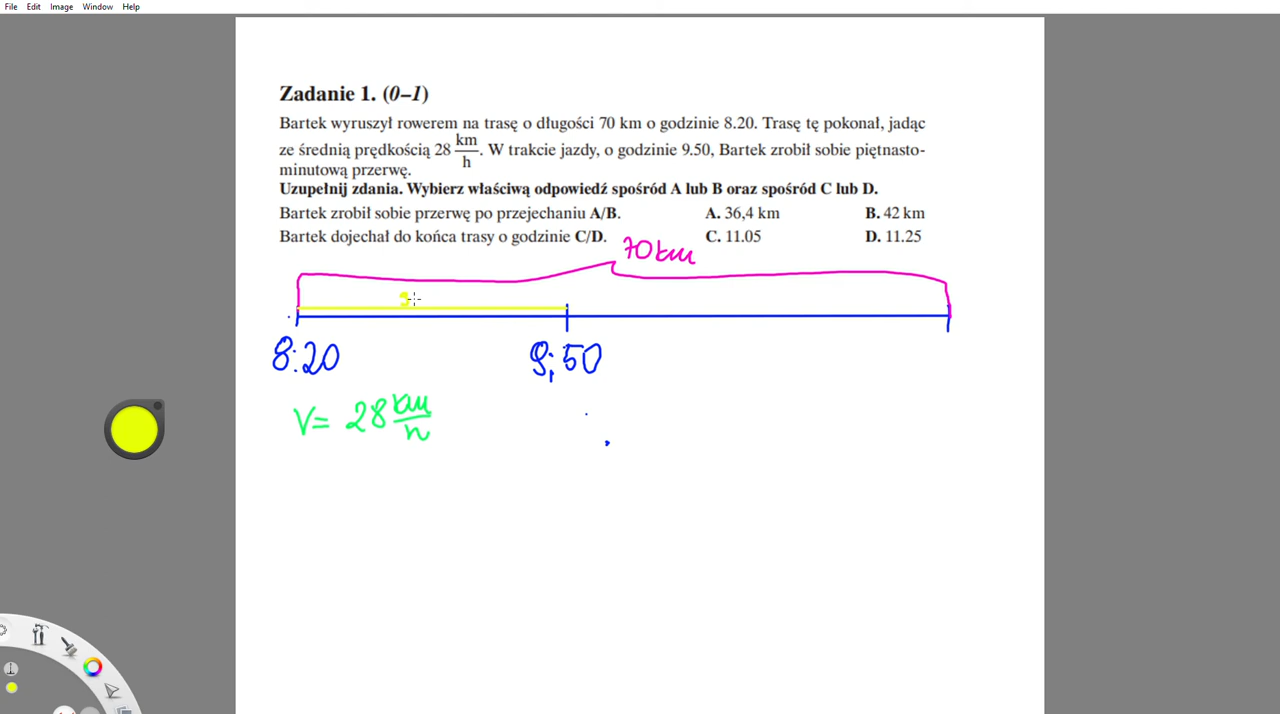 File Edit Image Window Help
Zadanie 1. (0–1)
Bartek wyruszył rowerem na trasę o długości 70 km o godzinie 8.20. Trasę tę pokonał, jadąc
ze średnią prędkością 28 km/h. W trakcie jazdy, o godzinie 9.50, Bartek zrobił sobie piętnasto-
minutową przerwę.
Uzupełnij zdania. Wybierz właściwą odpowiedź spośród A lub B oraz spośród C lub D.
Bartek zrobił sobie przerwę po przejechaniu A/B. A. 36,4 km B. 42 km
Bartek dojechał do końca trasy o godzinie C/D. C. 11.05 D. 11.25
70km
8:20 9:50
V= 28 km/h